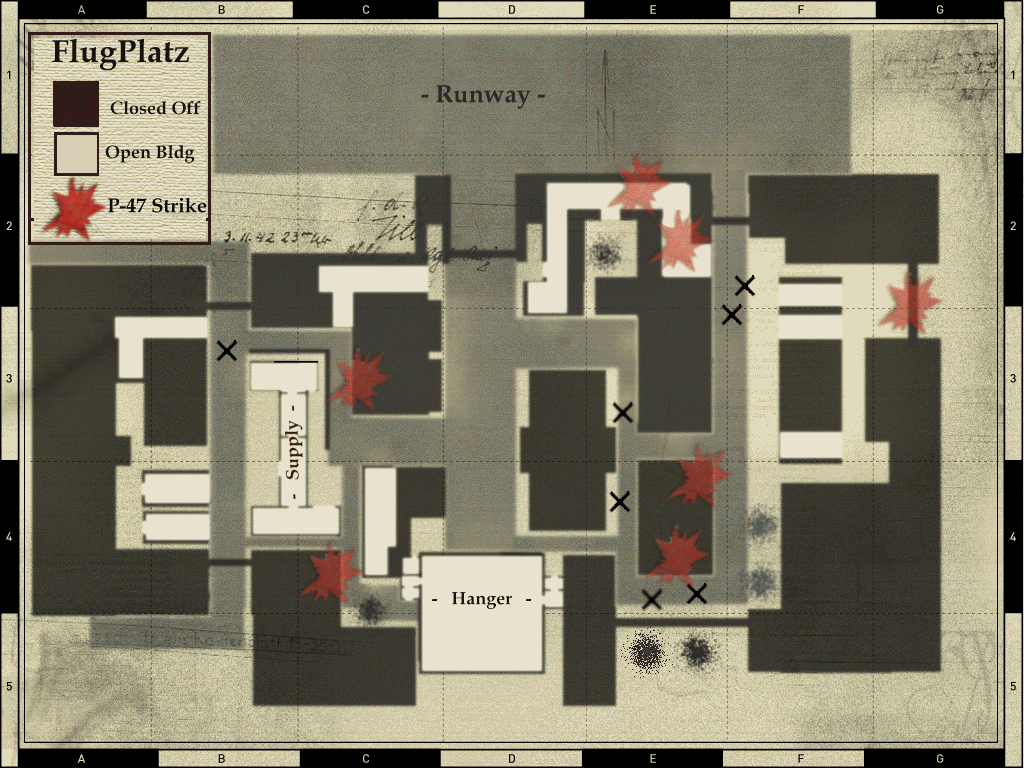 A B C D E F G
1 1
FlugPlatz
Closed Off
Open Bldg
P-47 Strike
- Runway -
N
2 2
3.11.42 23
3 3
- Supply -
4 4
- Hanger -
5 5
A B C D E F G